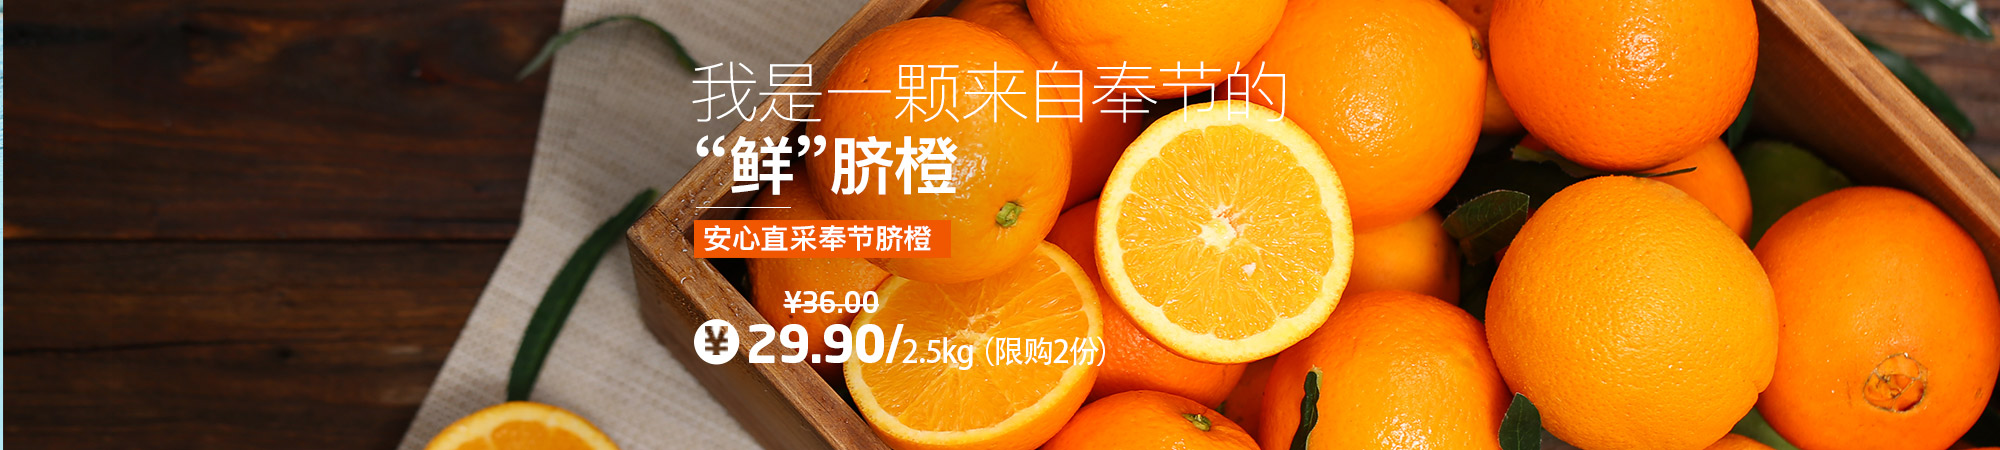 我是一颗来自奉节的
“鲜”脐橙
安心直采奉节脐橙
¥36.00
¥ 29.90/2.5kg（限购2份）